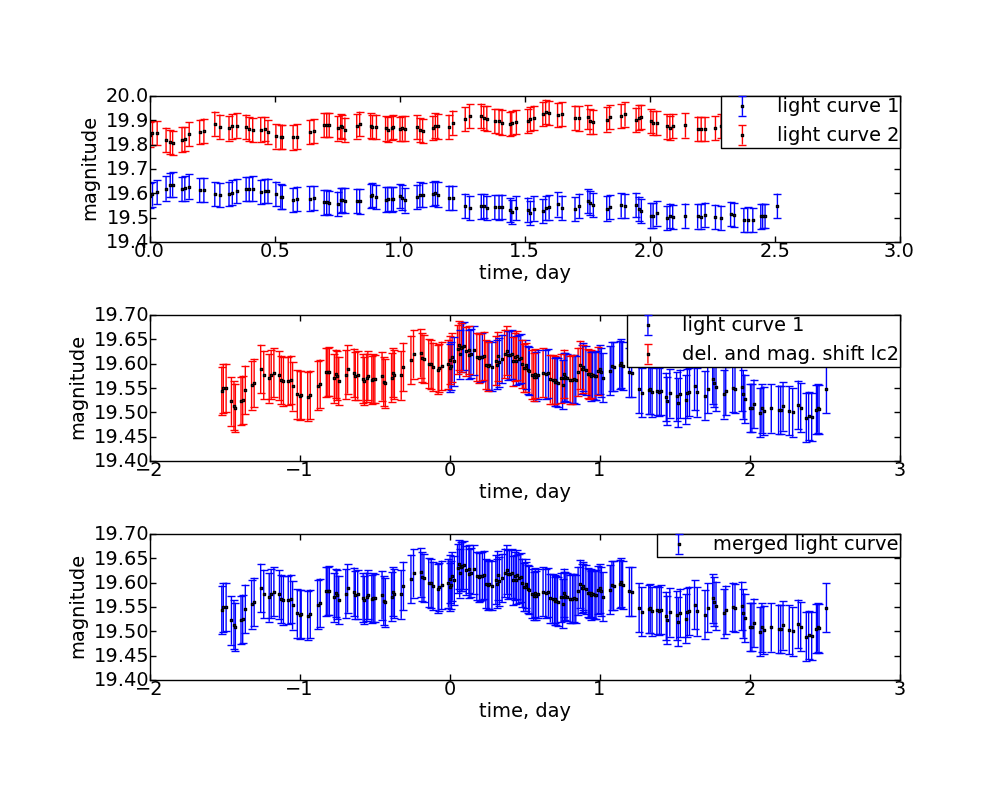 20.0
19.9
19.8
19.7
19.6
19.5
19.4
magnitude
light curve 1
light curve 2
0.0 0.5 1.0 1.5 2.0 2.5 3.0
time, day
19.70
19.65
19.60
19.55
19.50
19.45
19.40
magnitude
light curve 1
del. and mag. shift lc2
−2 −1 0 1 2 3
time, day
19.70
19.65
19.60
19.55
19.50
19.45
19.40
magnitude
merged light curve
−2 −1 0 1 2 3
time, day